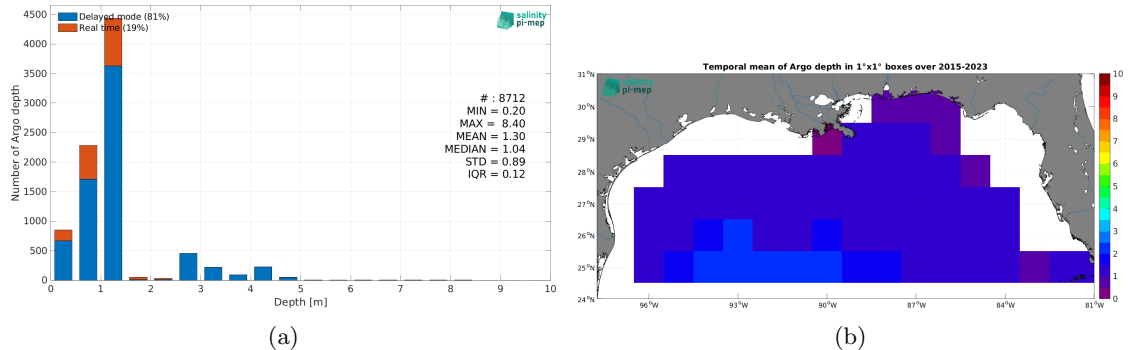 Delayed mode (81%)
Real time (19%)
salinity
pi-mep
4500
4000
3500
3000
2500
2000
1500
1000
500
0
Number of Argo depth
# : 8712
MIN = 0.20
MAX = 8.40
MEAN = 1.30
MEDIAN = 1.04
STD = 0.89
IQR = 0.12
0 1 2 3 4 5 6 7 8 9 10
Depth [m]
(a)
Temporal mean of Argo depth in 1°x1° boxes over 2015-2023
salinity
pi-mep
31°N
30°N
29°N
28°N
27°N
26°N
25°N
24°N
96°W 93°W 90°W 87°W 84°W 81°W
10
9
8
7
6
5
4
3
2
1
0
(b)